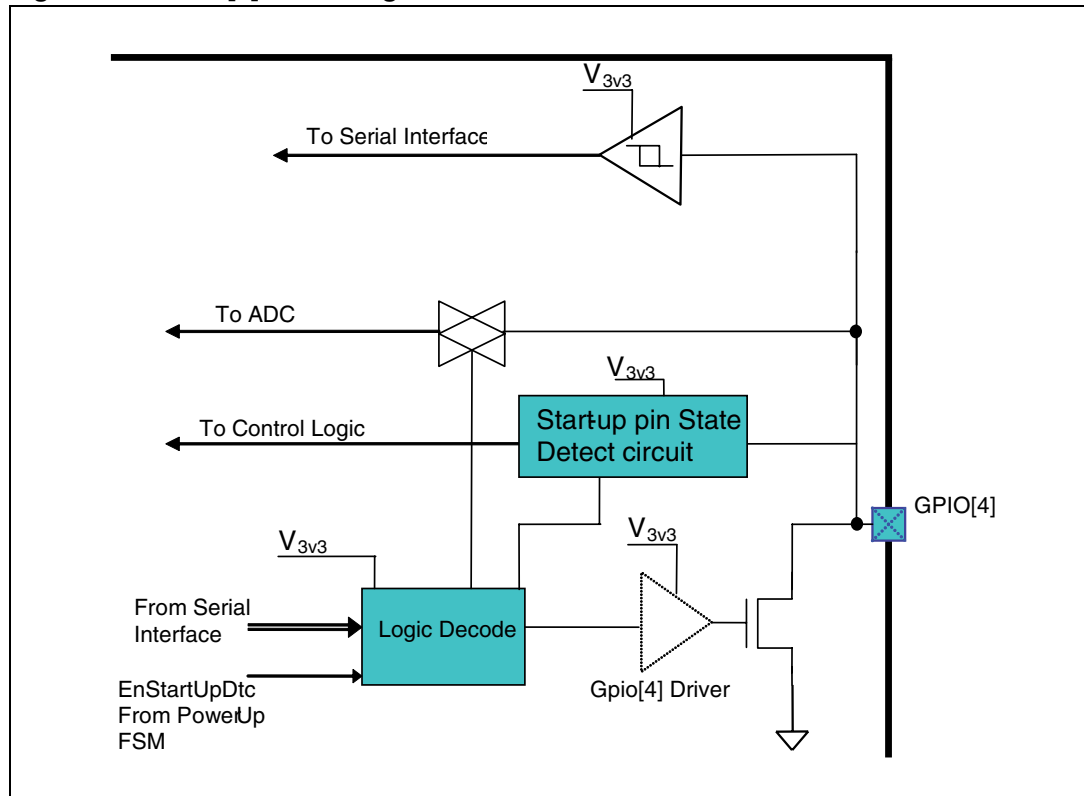 V3v3
To Serial Interface
To ADC
V3v3
Start-up pin State
Detect circuit
To Control Logic
GPIO[4]
V3v3
V3v3
From Serial
Interface
Logic Decode
Gpio[4] Driver
EnStartUpDtc
From PowerUp
FSM